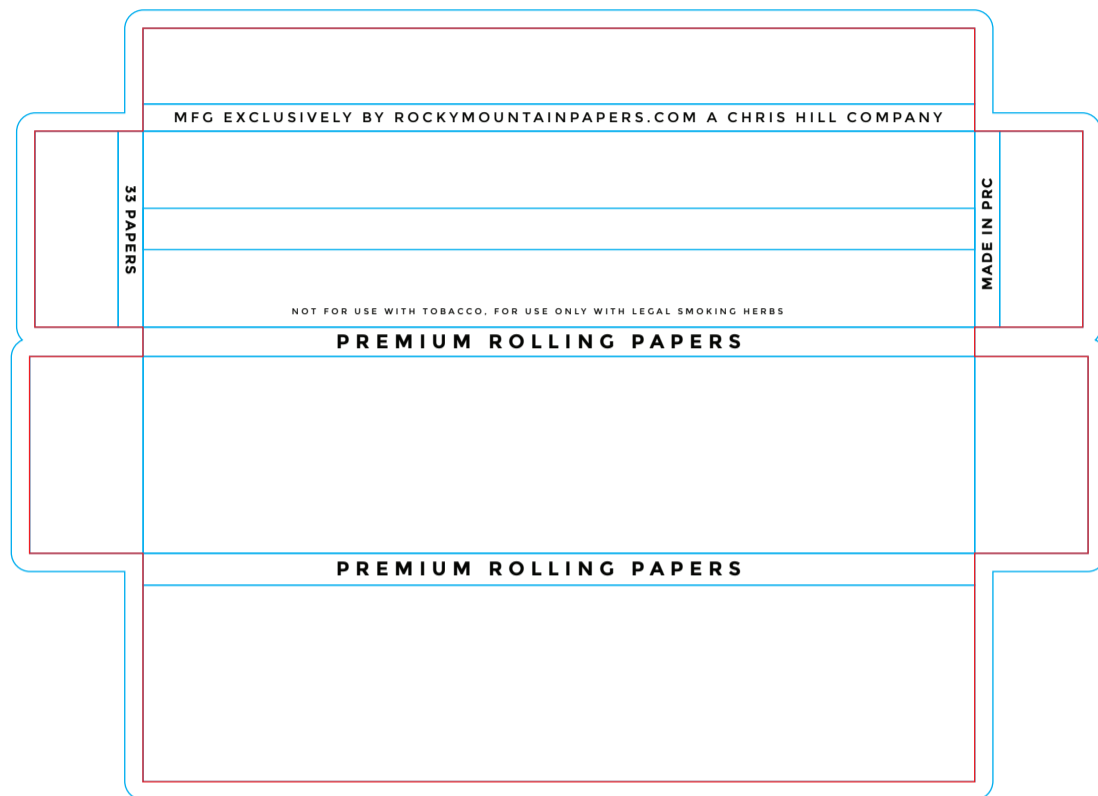 MFG EXCLUSIVELY BY ROCKYMOUNTAINPAPERS.COM A CHRIS HILL COMPANY
33 PAPERS
MADE IN PRC
NOT FOR USE WITH TOBACCO, FOR USE ONLY WITH LEGAL SMOKING HERBS
PREMIUM ROLLING PAPERS
PREMIUM ROLLING PAPERS